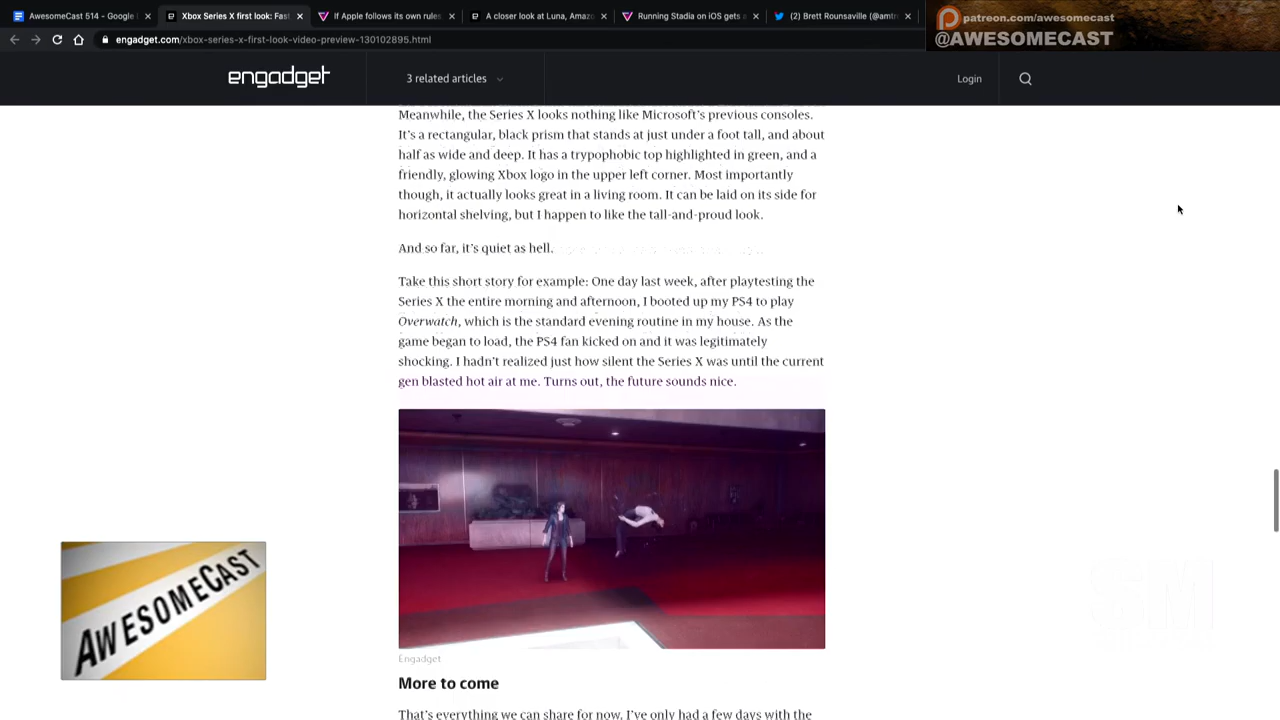 AwesomeCast 514 - Google
Xbox Series X first look: Fast
If Apple follows its own rules
A closer look at Luna, Amazo
Running Stadia on iOS gets a
(2) Brett Rounsaville (@amtr
patreon.com/awesomecast
@AWESOMECAST
engadget.com/xbox-series-x-first-look-video-preview-130102895.html
engadget
3 related articles
Login
Meanwhile, the Series X looks nothing like Microsoft's previous consoles.
It's a rectangular, black prism that stands at just under a foot tall, and about
half as wide and deep. It has a trypophobic top highlighted in green, and a
friendly, glowing Xbox logo in the upper left corner. Most importantly
though, it actually looks great in a living room. It can be laid on its side for
horizontal shelving, but I happen to like the tall-and-proud look.
And so far, it's quiet as hell.
Take this short story for example: One day last week, after playtesting the
Series X the entire morning and afternoon, I booted up my PS4 to play
Overwatch, which is the standard evening routine in my house. As the
game began to load, the PS4 fan kicked on and it was legitimately
shocking. I hadn't realized just how silent the Series X was until the current
gen blasted hot air at me. Turns out, the future sounds nice.
AWESOMECAST
Engadget
More to come
That's everything we can share for now. I've only had a few days with the